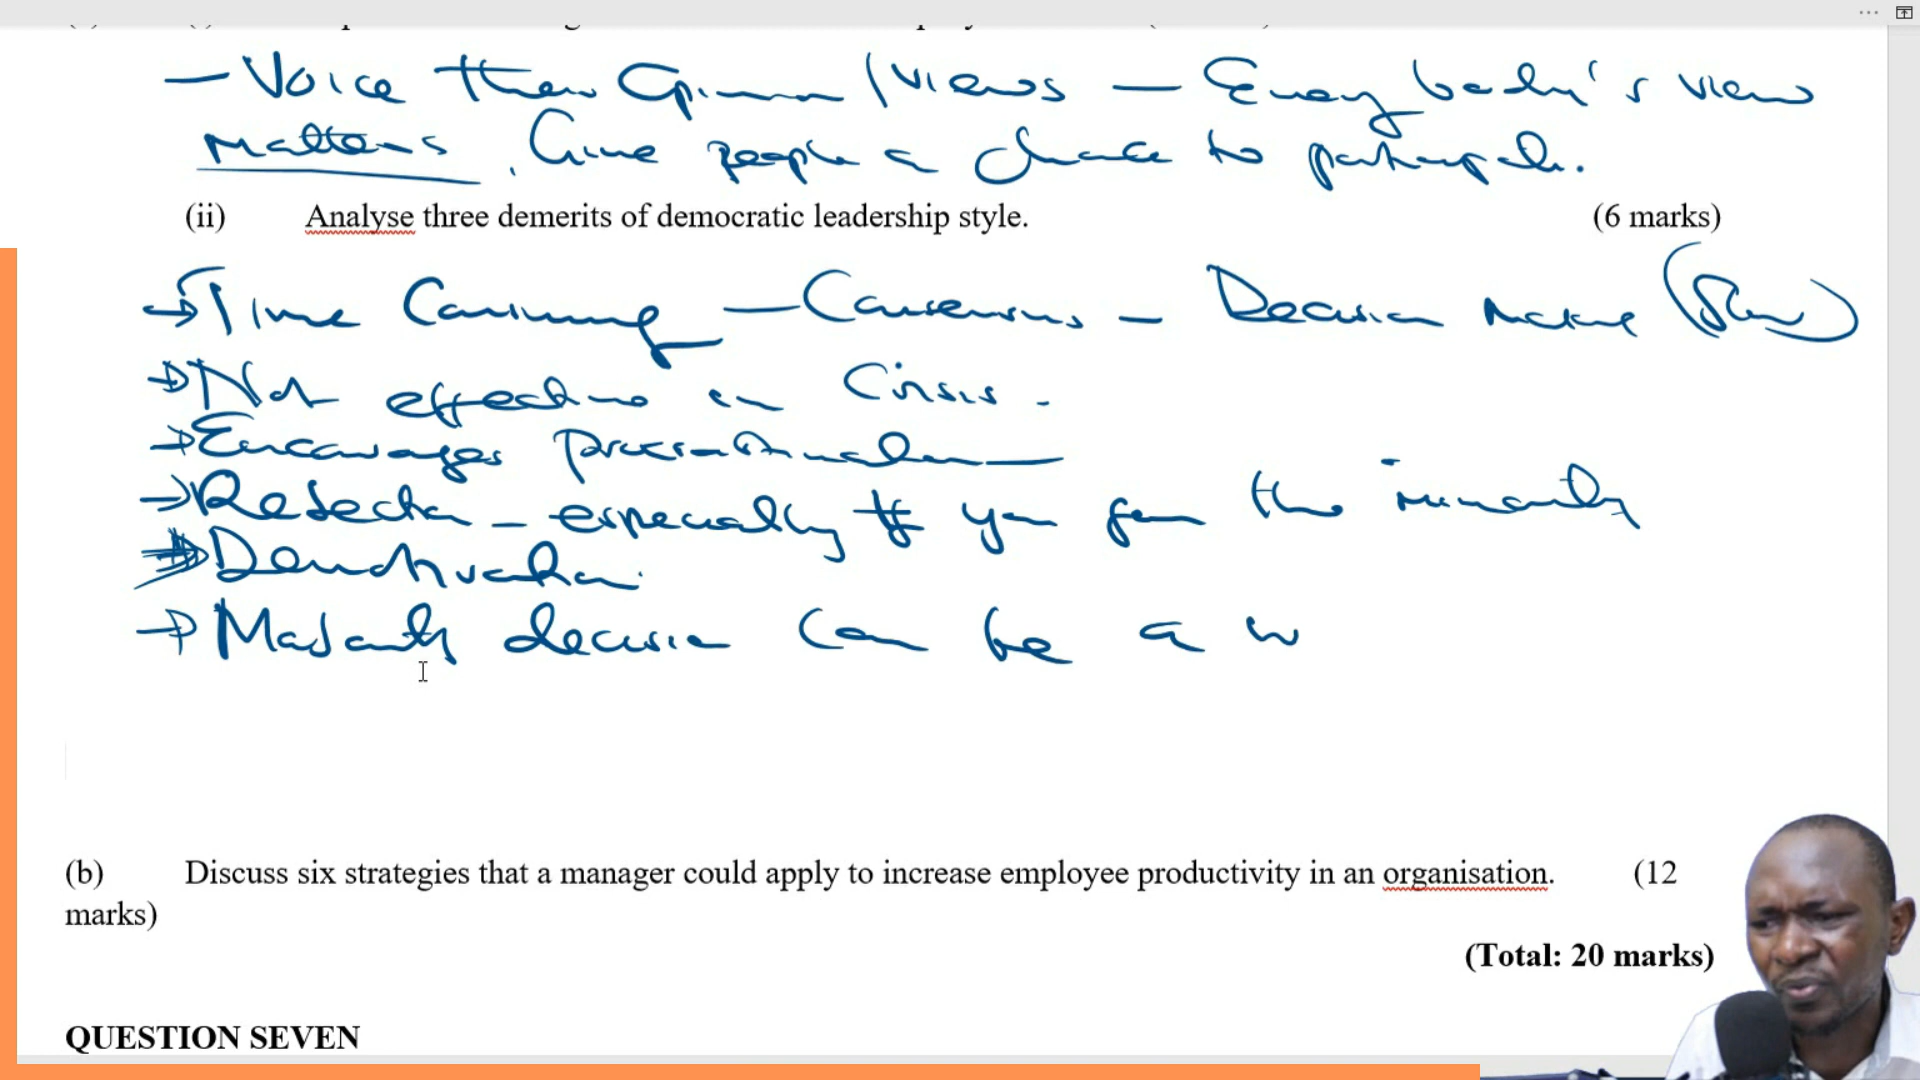 — Voice their Opinion / views — Every body's view
matters. Give people a chance to participate.
(ii) Analyse three demerits of democratic leadership style. (6 marks)
→ Time Consuming — Consensus — Decision making (Slow)
→ Not effective in Crisis.
→ Encourages procrastination
→ Rejection — especially if you from the minority
→ Demotivation
→ Majority decision can be a w
(b) Discuss six strategies that a manager could apply to increase employee productivity in an organisation. (12
marks)
(Total: 20 marks)
QUESTION SEVEN